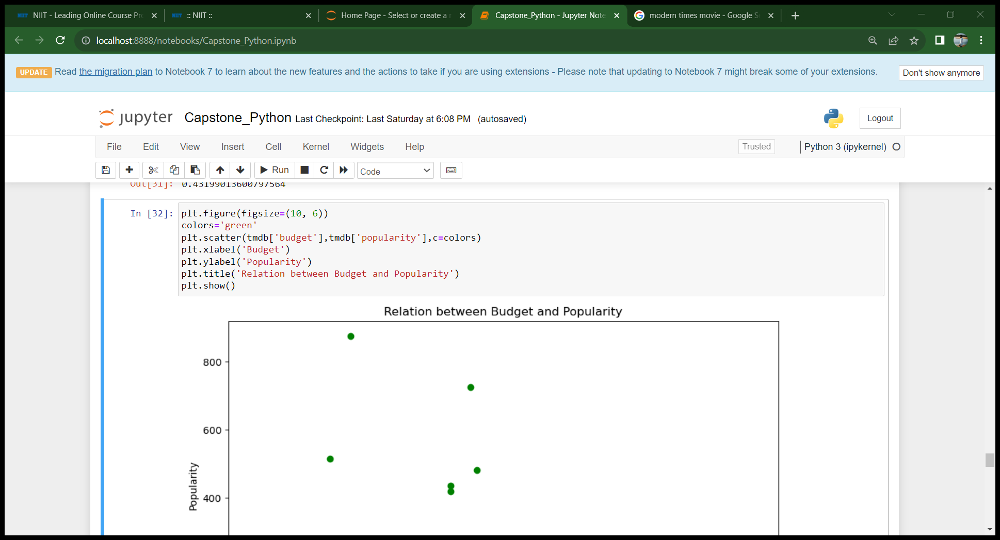 NIIT - Leading Online Course Pro
:: NIIT ::
Home Page - Select or create a n
Capstone_Python - Jupyter Note
modern times movie - Google S
localhost:8888/notebooks/Capstone_Python.ipynb
UPDATE Read the migration plan to Notebook 7 to learn about the new features and the actions to take if you are using extensions - Please note that updating to Notebook 7 might break some of your extensions.
Don't show anymore
jupyter Capstone_Python Last Checkpoint: Last Saturday at 6:08 PM (autosaved)
Logout
File Edit View Insert Cell Kernel Widgets Help
Trusted
Python 3 (ipykernel)
Run
Code
Out[31]: 0.43199013600797564
In [32]: plt.figure(figsize=(10, 6))
colors='green'
plt.scatter(tmdb['budget'],tmdb['popularity'],c=colors)
plt.xlabel('Budget')
plt.ylabel('Popularity')
plt.title('Relation between Budget and Popularity')
plt.show()
Relation between Budget and Popularity
800
600
400
Popularity